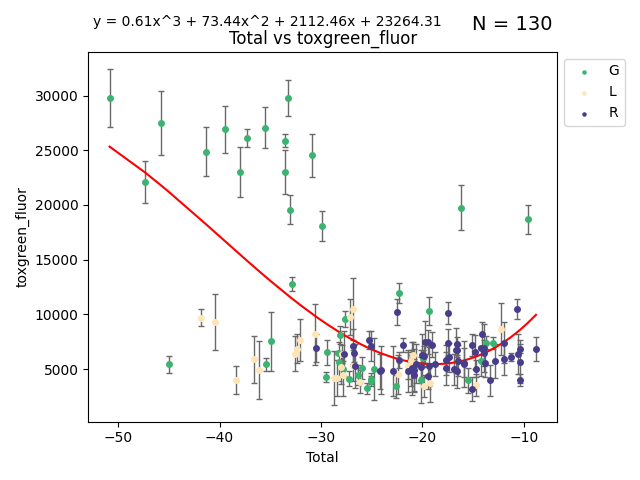 y = 0.61x^3 + 73.44x^2 + 2112.46x + 23264.31
N = 130
Total vs toxgreen_fluor
G
L
R
30000
25000
20000
15000
10000
5000
toxgreen_fluor
−50
−40
−30
−20
−10
Total